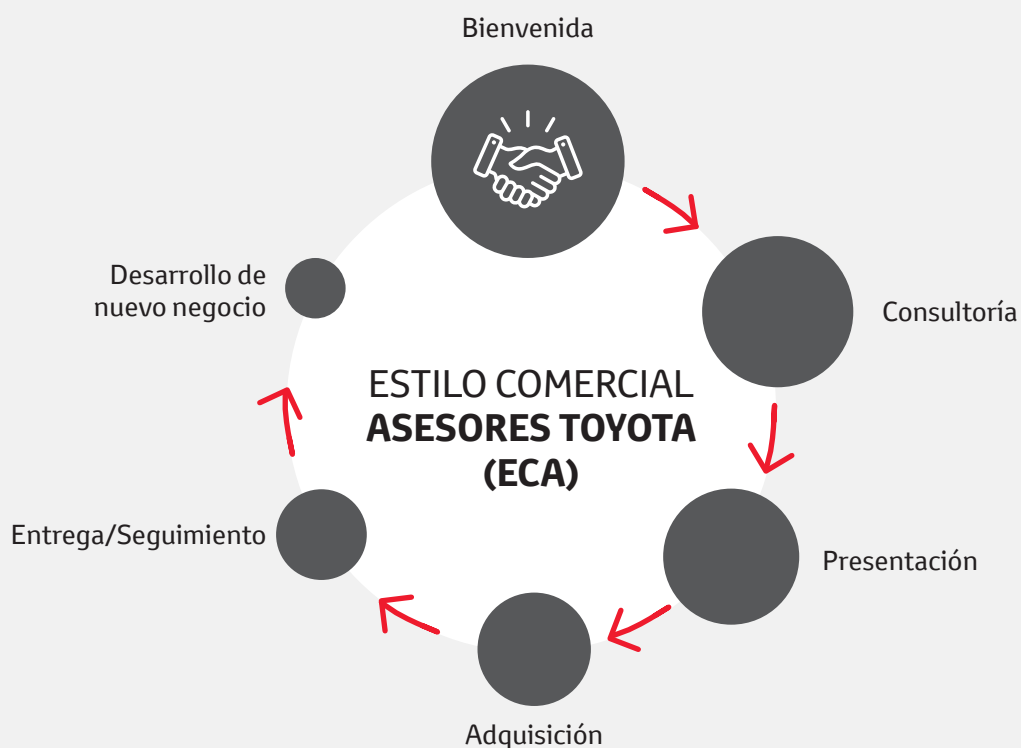 Bienvenida
Consultoría
Presentación
Adquisición
Entrega/Seguimiento
Desarrollo de
nuevo negocio
ESTILO COMERCIAL
ASESORES TOYOTA
(ECA)